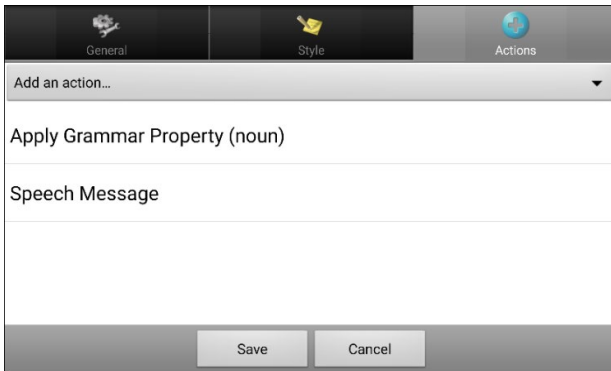 General
Style
Actions
Add an action...
Apply Grammar Property (noun)
Speech Message
Save
Cancel